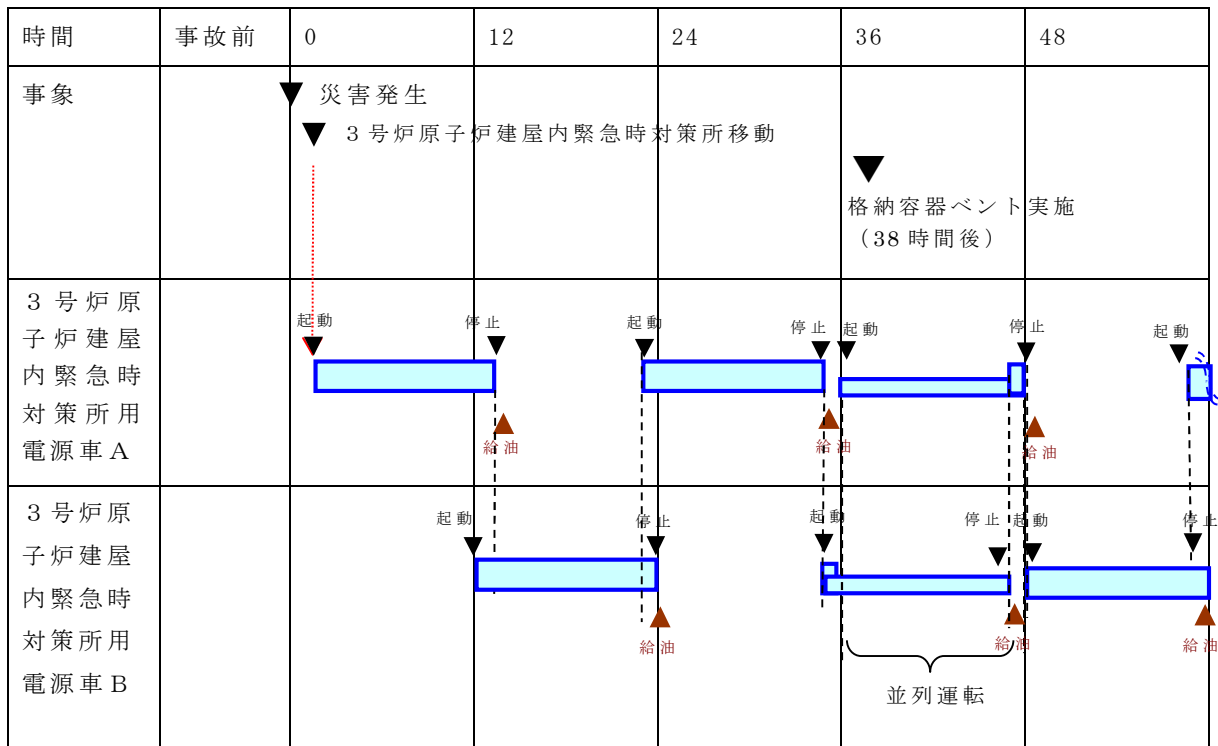 時間 事故前 0 12 24 36 48
事象
災害発生
3号炉原子炉建屋内緊急時対策所移動
格納容器ベント実施
（38時間後）
3号炉原
子炉建屋
内緊急時
対策所用
電源車A
起動 停止 起動 停止 起動 停止 起動
給油 給油 給油
3号炉原
子炉建屋
内緊急時
対策所用
電源車B
起動 停止 起動 停止 起動 停止
給油 給油 給油
並列運転